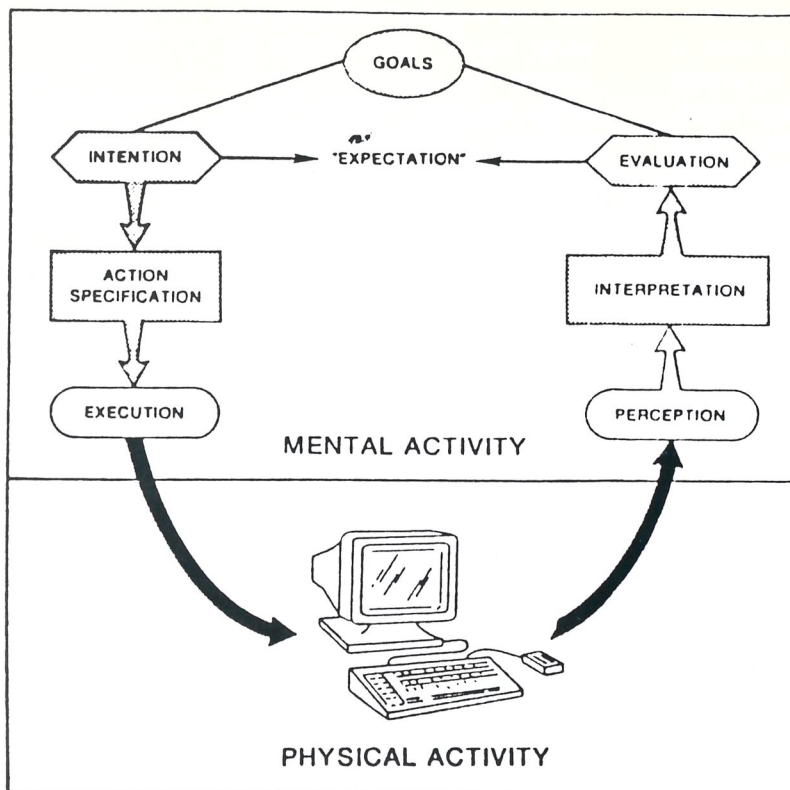 GOALS
INTENTION
"EXPECTATION"
EVALUATION
ACTION
SPECIFICATION
INTERPRETATION
EXECUTION
PERCEPTION
MENTAL ACTIVITY
PHYSICAL ACTIVITY